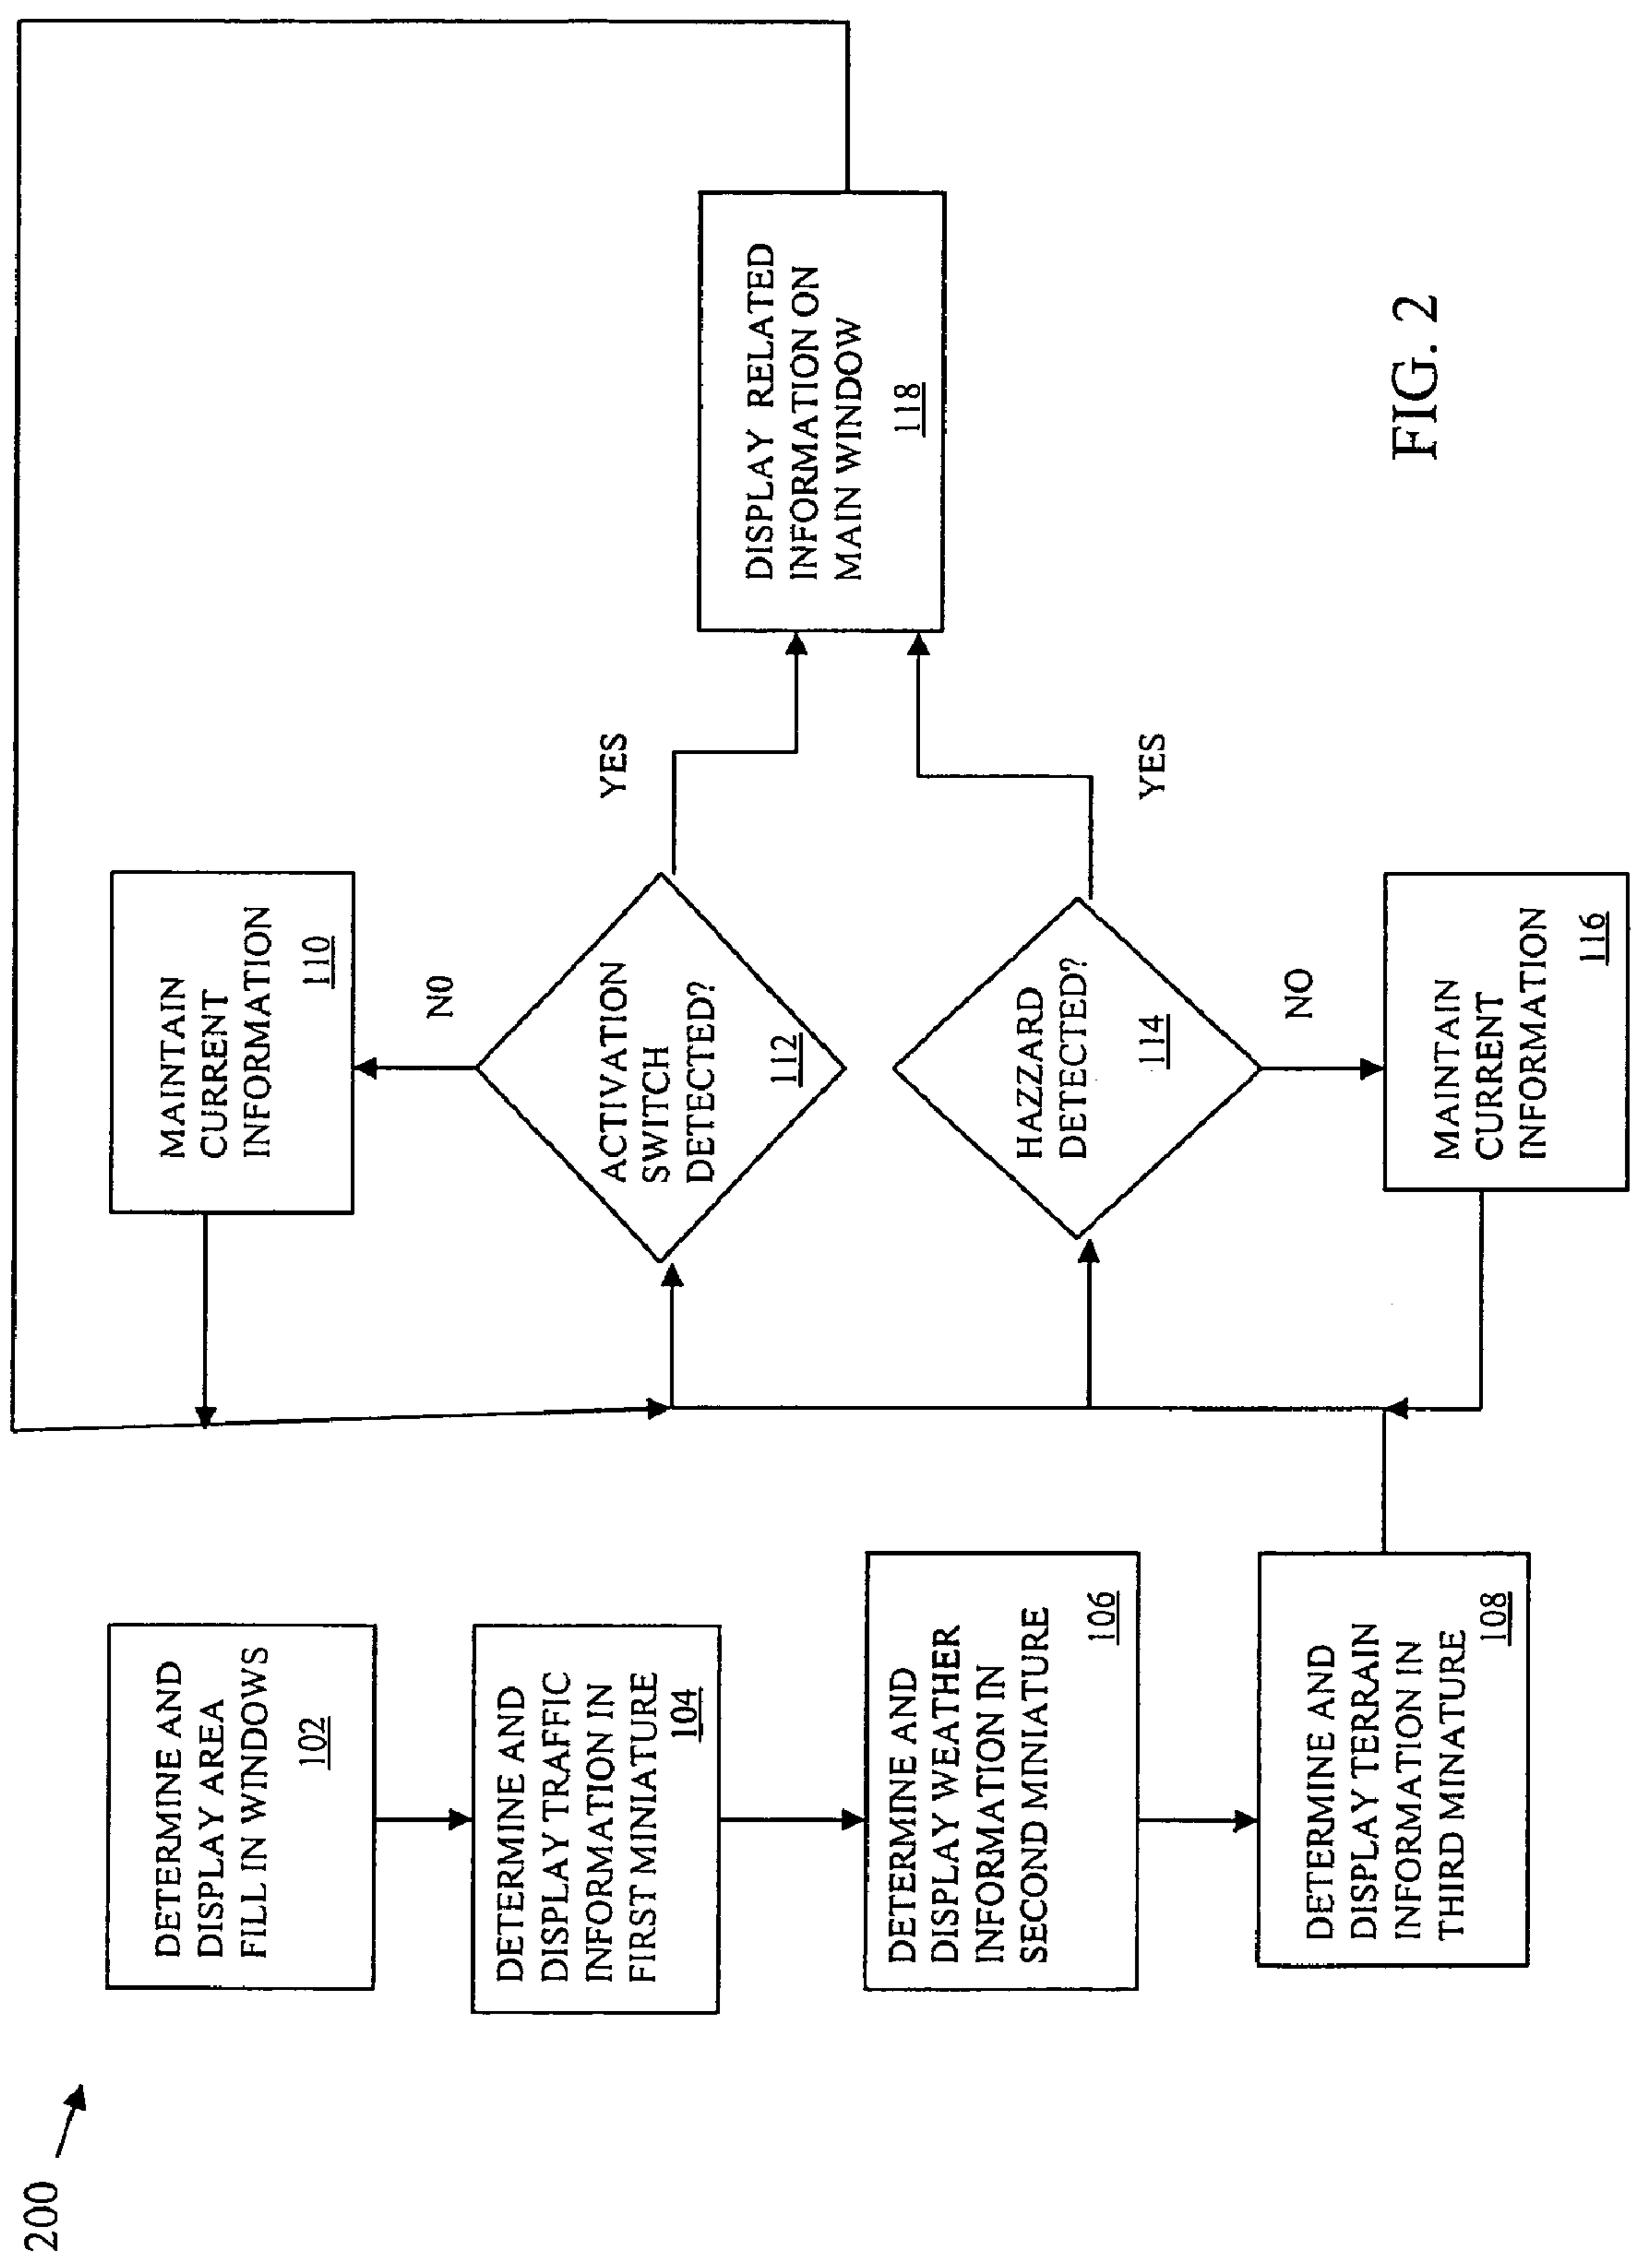 200
DETERMINE AND
DISPLAY AREA
FILL IN WINDOWS
102
DETERMINE AND
DISPLAY TRAFFIC
INFORMATION IN
FIRST MINIATURE
104
DETERMINE AND
DISPLAY WEATHER
INFORMATION IN
SECOND MINIATURE
106
DETERMINE AND
DISPLAY TERRAIN
INFORMATION IN
THIRD MINATURE
108
MAINTAIN
CURRENT
INFORMATION
110
N0
ACTIVATION
SWITCH
DETECTED?
112
YES
HAZZARD
DETECTED?
114
YES
NO
MAINTAIN
CURRENT
INFORMATION
116
DISPLAY RELATED
INFORMATION ON
MAIN WINDOW
118
FIG. 2